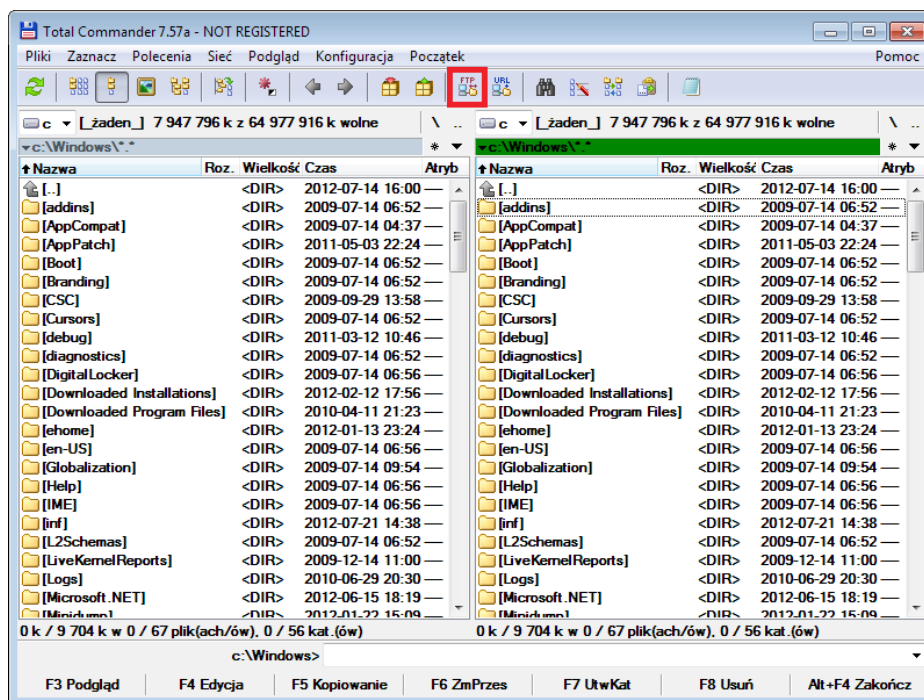 Total Commander 7.57a - NOT REGISTERED
Pliki Zaznacz Polecenia Sieć Podgląd Konfiguracja Początek Pomoc
FTP URL
c [_żaden_] 7 947 796 k z 64 977 916 k wolne \ .. c [_żaden_] 7 947 796 k z 64 977 916 k wolne \ ..
c:\Windows\*.* * c:\Windows\*.* *
Nazwa Roz. Wielkość Czas Atryb Nazwa Roz. Wielkość Czas Atryb
[..] <DIR> 2012-07-14 16:00 — [..] <DIR> 2012-07-14 16:00 —
[addins] <DIR> 2009-07-14 06:52 — [addins] <DIR> 2009-07-14 06:52 —
[AppCompat] <DIR> 2009-07-14 04:37 — [AppCompat] <DIR> 2009-07-14 04:37 —
[AppPatch] <DIR> 2011-05-03 22:24 — [AppPatch] <DIR> 2011-05-03 22:24 —
[Boot] <DIR> 2009-07-14 06:52 — [Boot] <DIR> 2009-07-14 06:52 —
[Branding] <DIR> 2009-07-14 06:52 — [Branding] <DIR> 2009-07-14 06:52 —
[CSC] <DIR> 2009-09-29 13:58 — [CSC] <DIR> 2009-09-29 13:58 —
[Cursors] <DIR> 2009-07-14 06:52 — [Cursors] <DIR> 2009-07-14 06:52 —
[debug] <DIR> 2011-03-12 10:46 — [debug] <DIR> 2011-03-12 10:46 —
[diagnostics] <DIR> 2009-07-14 06:52 — [diagnostics] <DIR> 2009-07-14 06:52 —
[DigitalLocker] <DIR> 2009-07-14 06:56 — [DigitalLocker] <DIR> 2009-07-14 06:56 —
[Downloaded Installations] <DIR> 2012-02-12 17:56 — [Downloaded Installations] <DIR> 2012-02-12 17:56 —
[Downloaded Program Files] <DIR> 2010-04-11 21:23 — [Downloaded Program Files] <DIR> 2010-04-11 21:23 —
[ehome] <DIR> 2012-01-13 23:24 — [ehome] <DIR> 2012-01-13 23:24 —
[en-US] <DIR> 2009-07-14 06:56 — [en-US] <DIR> 2009-07-14 06:56 —
[Globalization] <DIR> 2009-07-14 09:54 — [Globalization] <DIR> 2009-07-14 09:54 —
[Help] <DIR> 2009-07-14 06:56 — [Help] <DIR> 2009-07-14 06:56 —
[IME] <DIR> 2009-07-14 06:56 — [IME] <DIR> 2009-07-14 06:56 —
[inf] <DIR> 2012-07-21 14:38 — [inf] <DIR> 2012-07-21 14:38 —
[L2Schemas] <DIR> 2009-07-14 06:52 — [L2Schemas] <DIR> 2009-07-14 06:52 —
[LiveKernelReports] <DIR> 2009-12-14 11:00 — [LiveKernelReports] <DIR> 2009-12-14 11:00 —
[Logs] <DIR> 2010-06-29 20:30 — [Logs] <DIR> 2010-06-29 20:30 —
[Microsoft.NET] <DIR> 2012-06-15 18:19 — [Microsoft.NET] <DIR> 2012-06-15 18:19 —
[Minidump] <DIR> 2012-01-22 15:09 — [Minidump] <DIR> 2012-01-22 15:09 —
0 k / 9 704 k w 0 / 67 plik(ach/ów), 0 / 56 kat.(ów) 0 k / 9 704 k w 0 / 67 plik(ach/ów), 0 / 56 kat.(ów)
c:\Windows>
F3 Podgląd F4 Edycja F5 Kopiowanie F6 ZmPrzes F7 UtwKat F8 Usuń Alt+F4 Zakończ